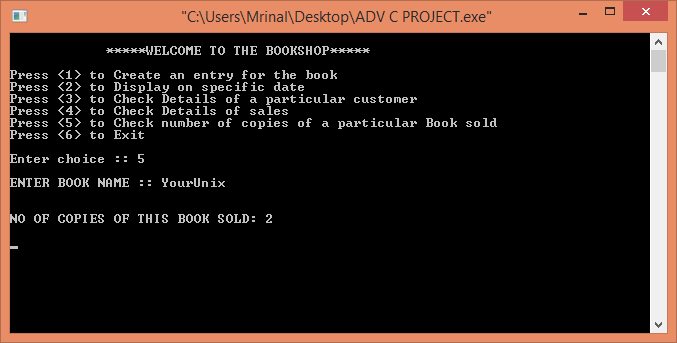 "C:\Users\Mrinal\Desktop\ADV C PROJECT.exe"
*****WELCOME TO THE BOOKSHOP*****
Press <1> to Create an entry for the book
Press <2> to Display on specific date
Press <3> to Check Details of a particular customer
Press <4> to Check Details of sales
Press <5> to Check number of copies of a particular Book sold
Press <6> to Exit
Enter choice :: 5
ENTER BOOK NAME :: YourUnix
NO OF COPIES OF THIS BOOK SOLD: 2